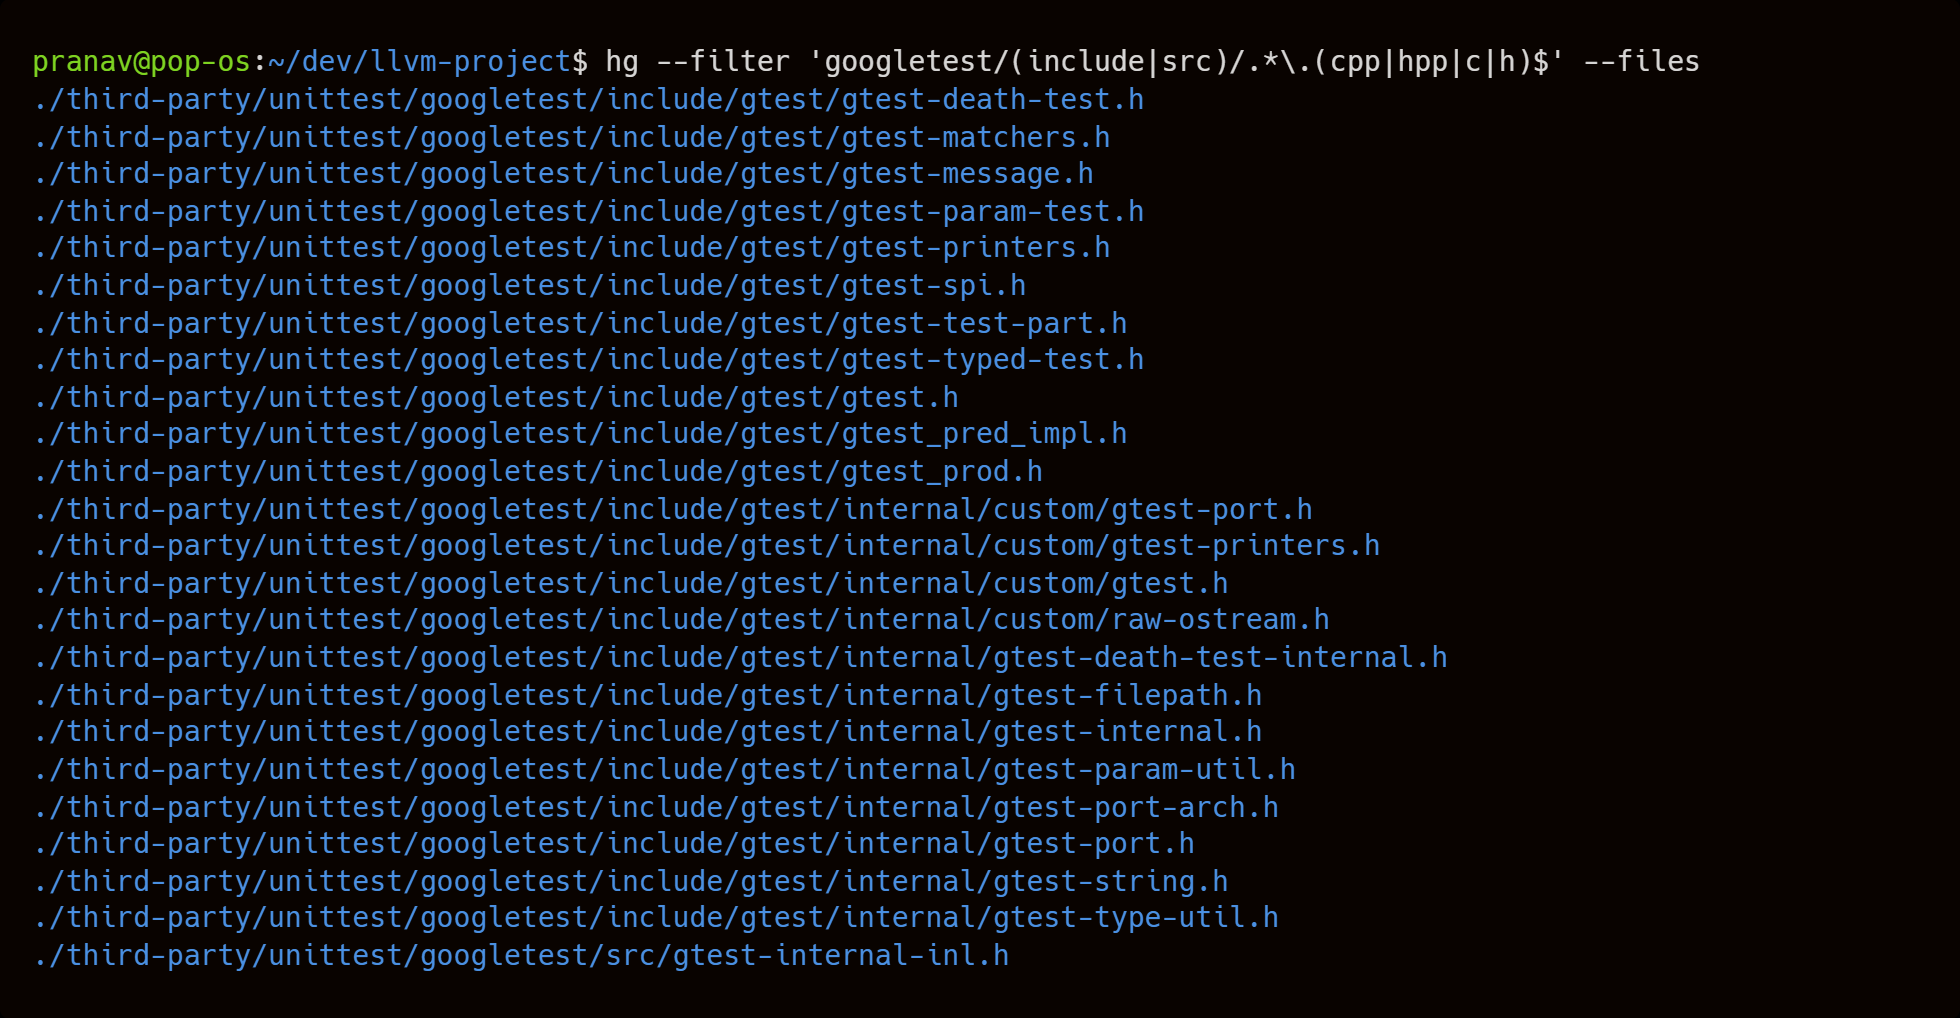 pranav@pop-os:~/dev/llvm-project$ hg --filter 'googletest/(include|src)/.*\.(cpp|hpp|c|h)$' --files
./third-party/unittest/googletest/include/gtest/gtest-death-test.h
./third-party/unittest/googletest/include/gtest/gtest-matchers.h
./third-party/unittest/googletest/include/gtest/gtest-message.h
./third-party/unittest/googletest/include/gtest/gtest-param-test.h
./third-party/unittest/googletest/include/gtest/gtest-printers.h
./third-party/unittest/googletest/include/gtest/gtest-spi.h
./third-party/unittest/googletest/include/gtest/gtest-test-part.h
./third-party/unittest/googletest/include/gtest/gtest-typed-test.h
./third-party/unittest/googletest/include/gtest/gtest.h
./third-party/unittest/googletest/include/gtest/gtest_pred_impl.h
./third-party/unittest/googletest/include/gtest/gtest_prod.h
./third-party/unittest/googletest/include/gtest/internal/custom/gtest-port.h
./third-party/unittest/googletest/include/gtest/internal/custom/gtest-printers.h
./third-party/unittest/googletest/include/gtest/internal/custom/gtest.h
./third-party/unittest/googletest/include/gtest/internal/custom/raw-ostream.h
./third-party/unittest/googletest/include/gtest/internal/gtest-death-test-internal.h
./third-party/unittest/googletest/include/gtest/internal/gtest-filepath.h
./third-party/unittest/googletest/include/gtest/internal/gtest-internal.h
./third-party/unittest/googletest/include/gtest/internal/gtest-param-util.h
./third-party/unittest/googletest/include/gtest/internal/gtest-port-arch.h
./third-party/unittest/googletest/include/gtest/internal/gtest-port.h
./third-party/unittest/googletest/include/gtest/internal/gtest-string.h
./third-party/unittest/googletest/include/gtest/internal/gtest-type-util.h
./third-party/unittest/googletest/src/gtest-internal-inl.h